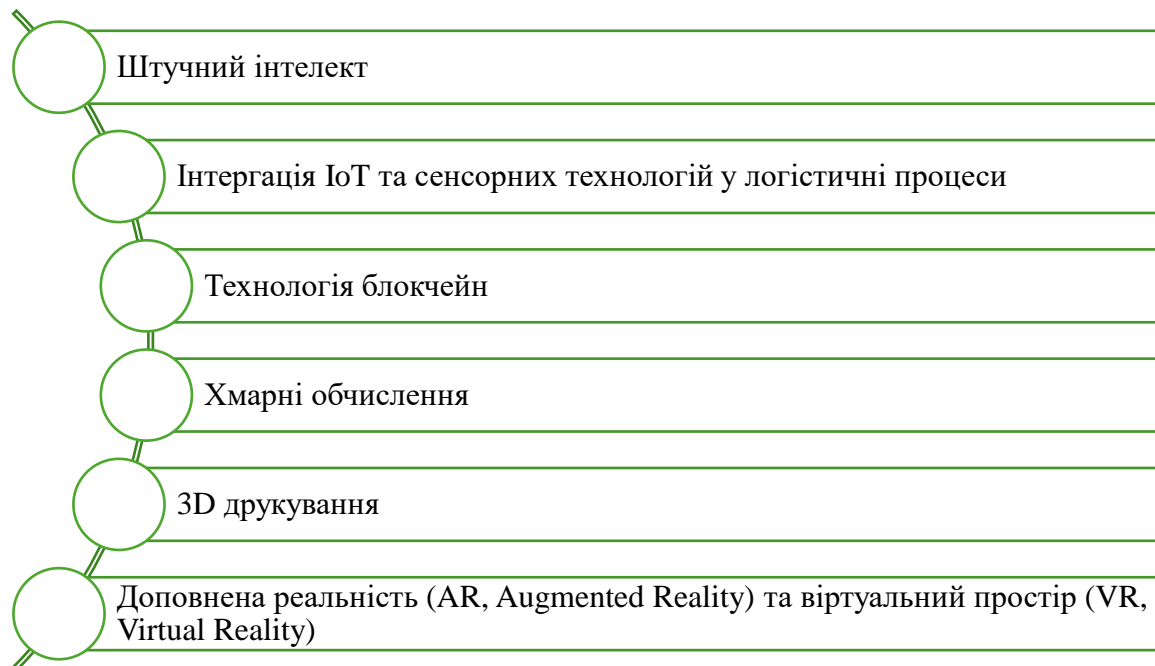 Штучний інтелект
Інтергація IoT та сенсорних технологій у логістичні процеси
Технологія блокчейн
Хмарні обчислення
3D друкування
Доповнена реальність (AR, Augmented Reality) та віртуальний простір (VR,
Virtual Reality)